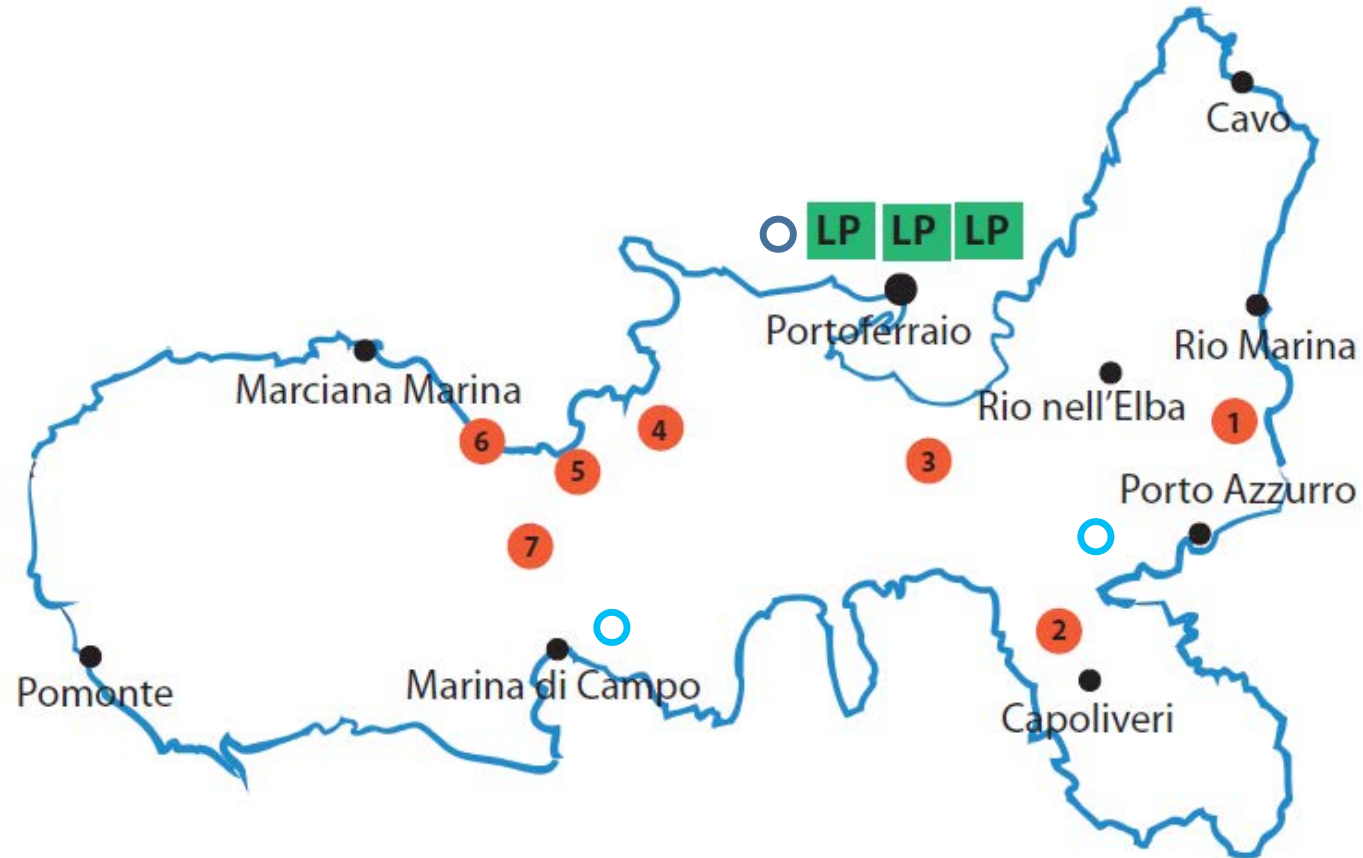 Cavo
LP LP LP
Portoferraio
Rio Marina
Marciana Marina
Rio nell'Elba
1
4
6
3
5
Porto Azzurro
7
2
Pomonte
Marina di Campo
Capoliveri